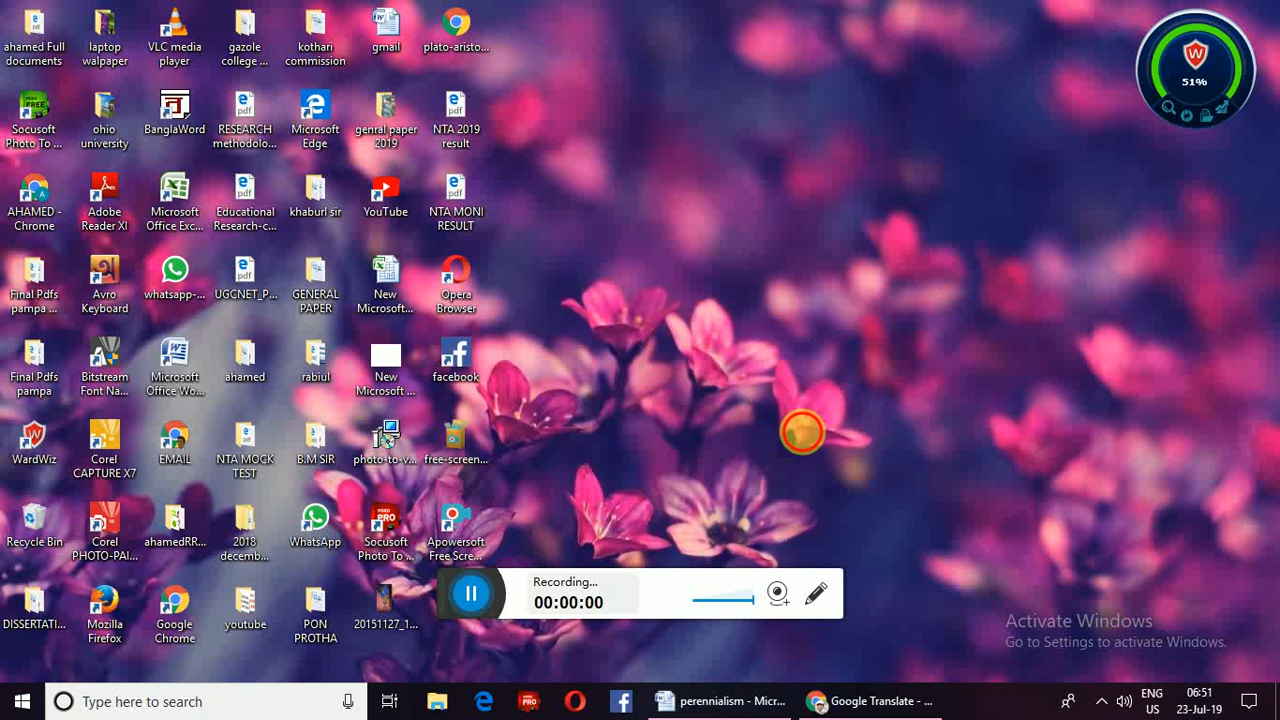 ahamed Full
documents
laptop
walpaper
VLC media
player
gazole
college ...
kothari
commission
gmail
plato-aristo...
W
51%
Socusoft
Photo To ...
ohio
university
BanglaWord
RESEARCH
methodolo...
Microsoft
Edge
genral paper
2019
NTA 2019
result
AHAMED -
Chrome
Adobe
Reader XI
Microsoft
Office Exc...
Educational
Research-c...
khaburl sir
YouTube
NTA MONI
RESULT
Final Pdfs
pampa ...
Avro
Keyboard
whatsapp-...
UGCNET_P...
GENERAL
PAPER
New
Microsoft...
Opera
Browser
Final Pdfs
pampa
Bitstream
Font Na...
Microsoft
Office Wo...
ahamed
rabiul
New
Microsoft ...
facebook
WardWiz
Corel
CAPTURE X7
EMAIL
NTA MOCK
TEST
B.M SIR
photo-to-v...
free-screen...
Recycle Bin
Corel
PHOTO-PAI...
ahamedRR...
2018
decemb...
WhatsApp
Socusoft
Photo To ...
Apowersoft
Free Scre...
DISSERTATI...
Mozilla
Firefox
Google
Chrome
youtube
PON
PROTHA
20151127_1...
Recording...
00:00:00
Activate Windows
Go to Settings to activate Windows.
Type here to search
perennialism - Micr...
Google Translate - ...
ENG
US
06:51
23-Jul-19